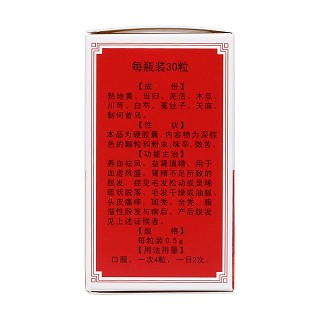 每瓶装30粒
【成 份】
熟地黄、当归、羌活、木瓜、
川芎、白芍、菟丝子、天麻、
制何首乌。
【性 状】
本品为硬胶囊，内容物为深棕
色的颗粒和粉末，味辛、微苦。
【功能主治】
养血祛风，益肾填精。用于
血虚风盛，肾精不足所致的
脱发，症见毛发松动或呈稀
疏状脱落、毛发干燥或油腻、
头皮瘙痒；斑秃、全秃、脂
溢性脱发与病后、产后脱发
见上述证候者。
【规 格】
每粒装0.5g
【用法用量】
口服。一次4粒，一日2次。